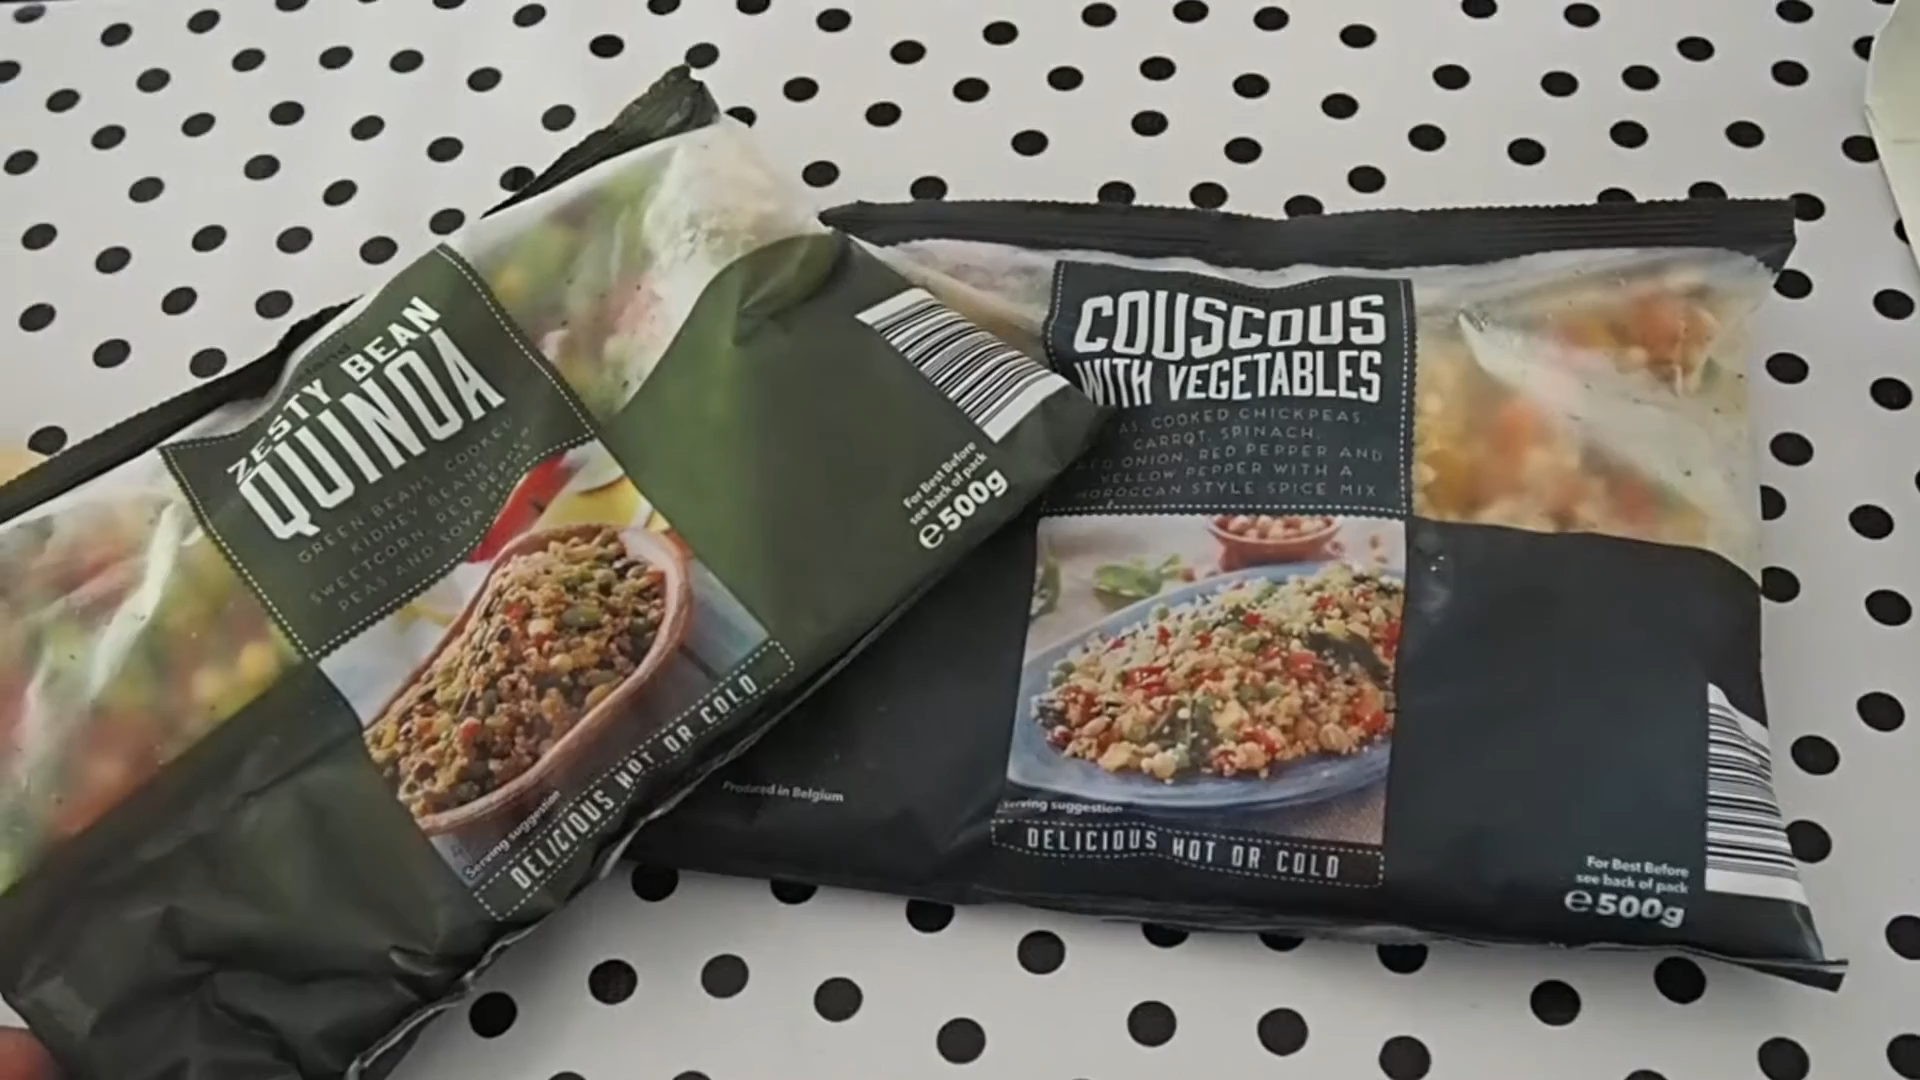 ZESTY BEAN
QUINOA
GREEN BEANS, COOKED
KIDNEY BEANS,
SWEETCORN, RED PEPPER,
PEAS AND SOYA
Serving suggestion
DELICIOUS HOT OR COLD
For Best Before
see back of pack
e500g
COUSCOUS
WITH VEGETABLES
COOKED CHICKPEAS,
CARROT, SPINACH,
RED ONION, RED PEPPER AND
YELLOW PEPPER WITH A
MOROCCAN STYLE SPICE MIX
Produced in Belgium
Serving suggestion
DELICIOUS HOT OR COLD
For Best Before
see back of pack
e500g